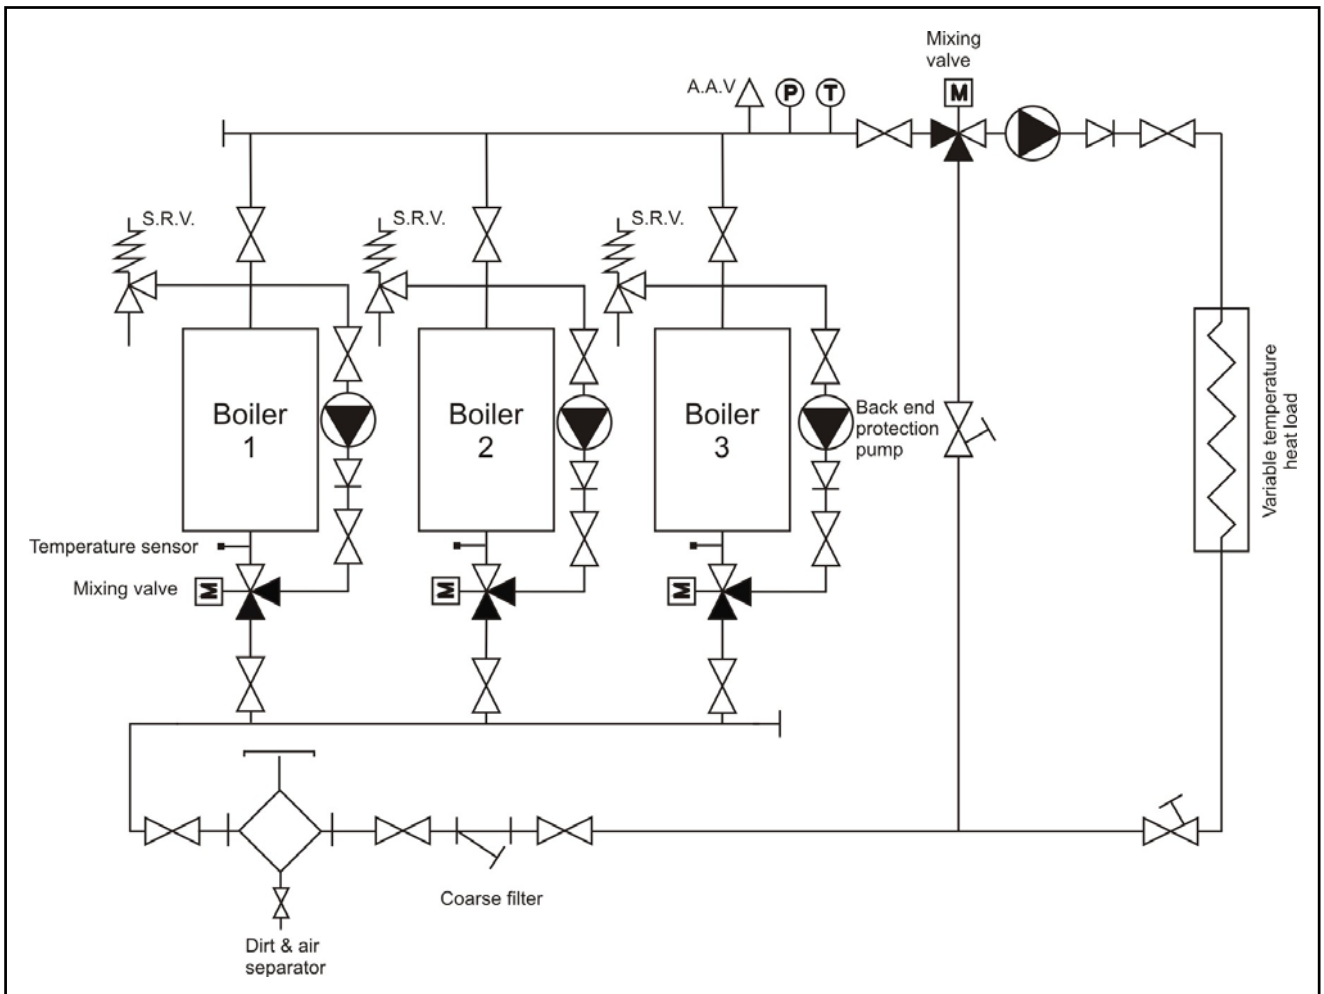 Mixing
valve
M
A.A.V
P
T
S.R.V.
S.R.V.
S.R.V.
Boiler
1
Boiler
2
Boiler
3
Back end
protection
pump
Variable temperature
heat load
Temperature sensor
Mixing valve
M
M
M
Coarse filter
Dirt & air
separator